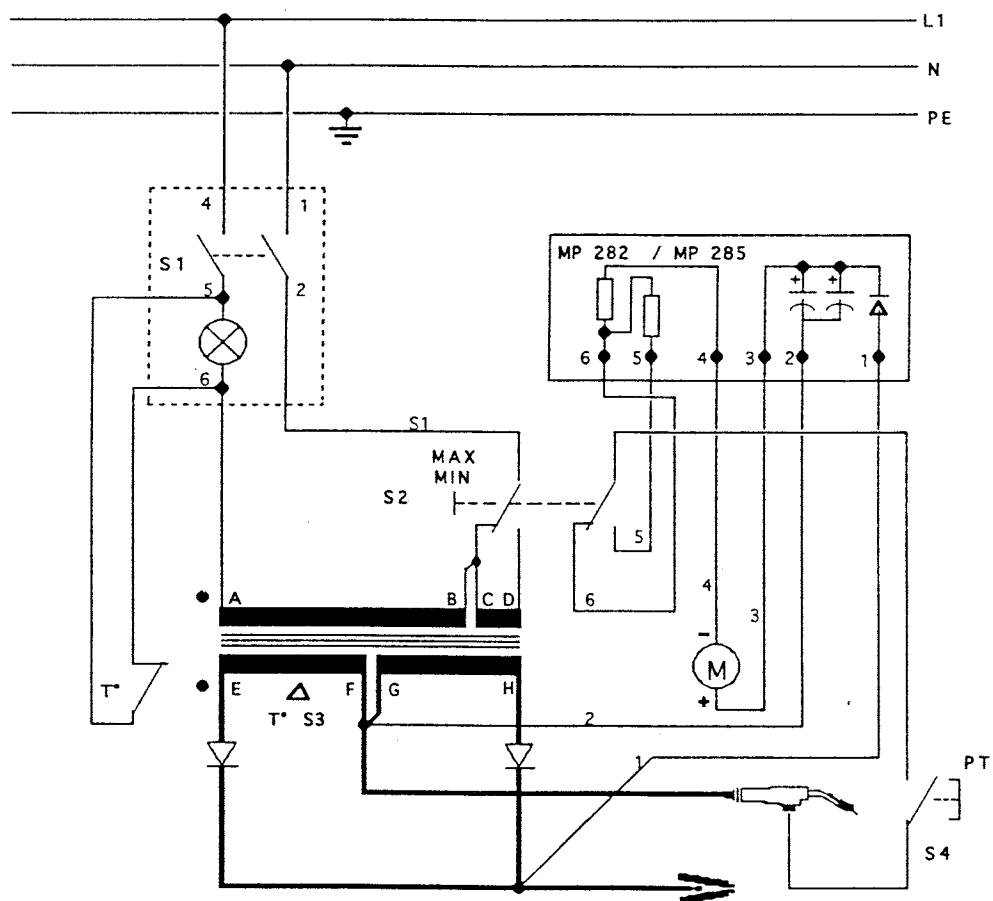 L1
N
PE
4 1
S1
5 2
6
MP 282 / MP 285
+ +
6 5 4 3 2 1
S1
MAX
MIN
S2
5
6
4
3
A B C D
-
M
+
E F G H
T° S3
T°
2
1
PT
S4